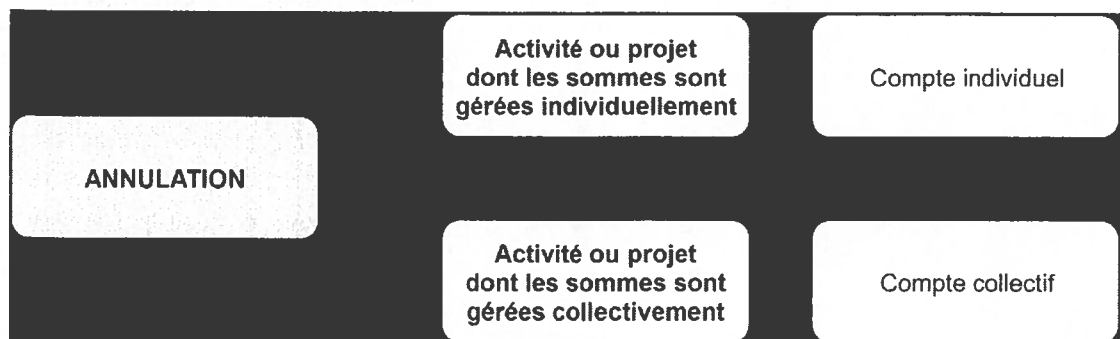 Activité ou projet
dont les sommes sont
gérées individuellement
Compte individuel
ANNULATION
Activité ou projet
dont les sommes sont
gérées collectivement
Compte collectif